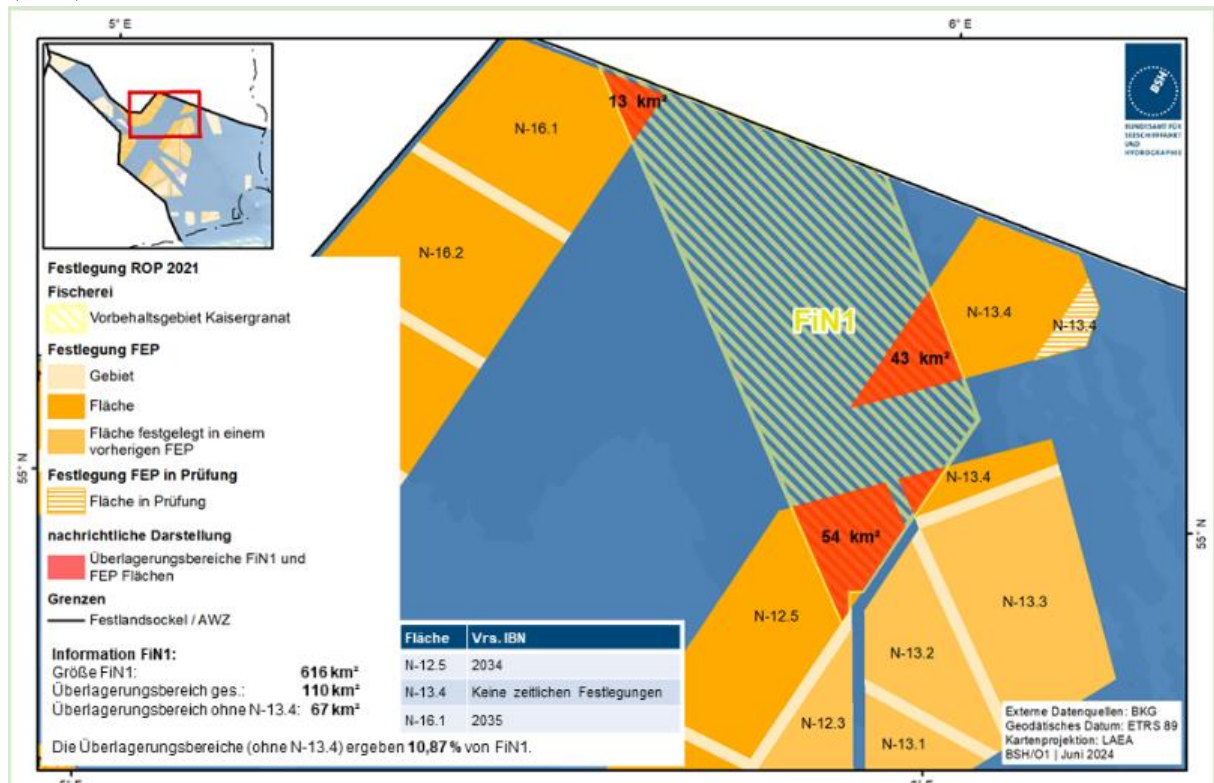 5° E
6° E
BSH
BUNDESAMT FÜR
SEESCHIFFFAHRT
UND
HYDROGRAPHIE
13 km²
N-16.1
N-16.2
FiN1
N-13.4
N-13.4
43 km²
N-13.4
54 km²
N-12.5
N-13.3
N-13.2
N-12.3
N-13.1
55° N
55° N
Festlegung ROP 2021
Fischerei
Vorbehaltsgebiet Kaisergranat
Festlegung FEP
Gebiet
Fläche
Fläche festgelegt in einem
vorherigen FEP
Festlegung FEP in Prüfung
Fläche in Prüfung
nachrichtliche Darstellung
Überlagerungsbereiche FiN1 und
FEP Flächen
Grenzen
Festlandsockel / AWZ
Information FiN1:
Größe FiN1: 616 km²
Überlagerungsbereich ges.: 110 km²
Überlagerungsbereich ohne N-13.4: 67 km²
Die Überlagerungsbereiche (ohne N-13.4) ergeben 10,87 % von FiN1.
Fläche Vrs. IBN
N-12.5 2034
N-13.4 Keine zeitlichen Festlegungen
N-16.1 2035
Externe Datenquellen: BKG
Geodätisches Datum: ETRS 89
Kartenprojektion: LAEA
BSH/O1 | Juni 2024